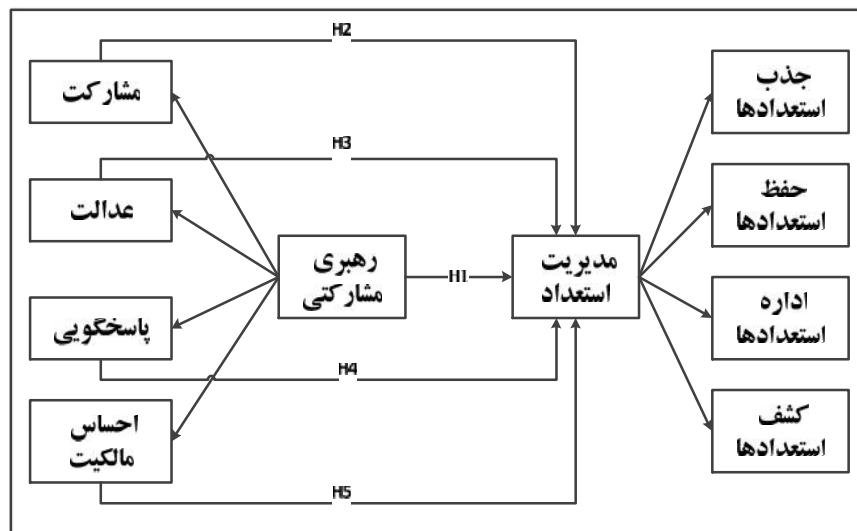 H2
مشارکت
H3
عدالت
رهبری
مشارکتی
H1
مدیریت
استعداد
پاسخگویی
H4
احساس
مالکیت
H5
جذب
استعدادها
حفظ
استعدادها
اداره
استعدادها
کشف
استعدادها